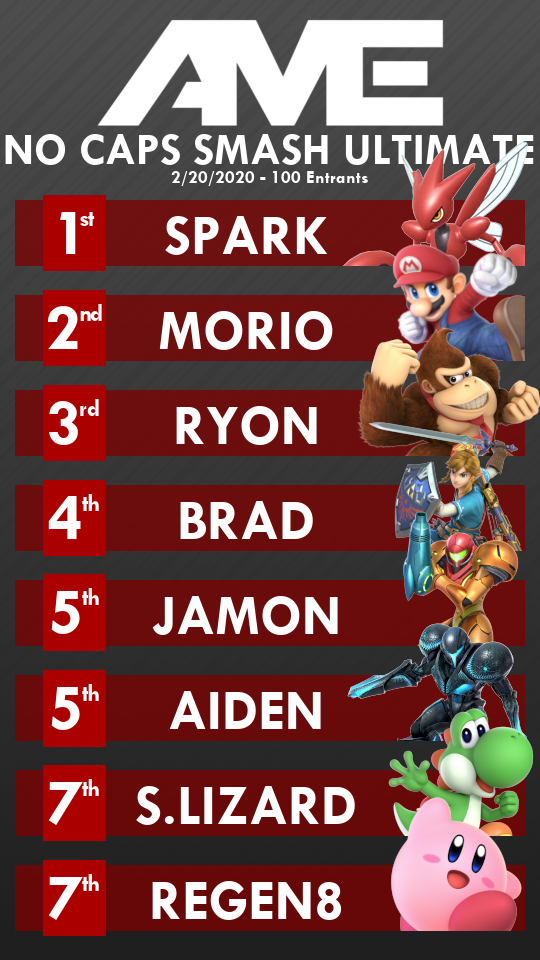 AME
NO CAPS SMASH ULTIMATE
2/20/2020 - 100 Entrants
1st SPARK
2nd MORIO
3rd RYON
4th BRAD
5th JAMON
5th AIDEN
7th S.LIZARD
7th REGEN8